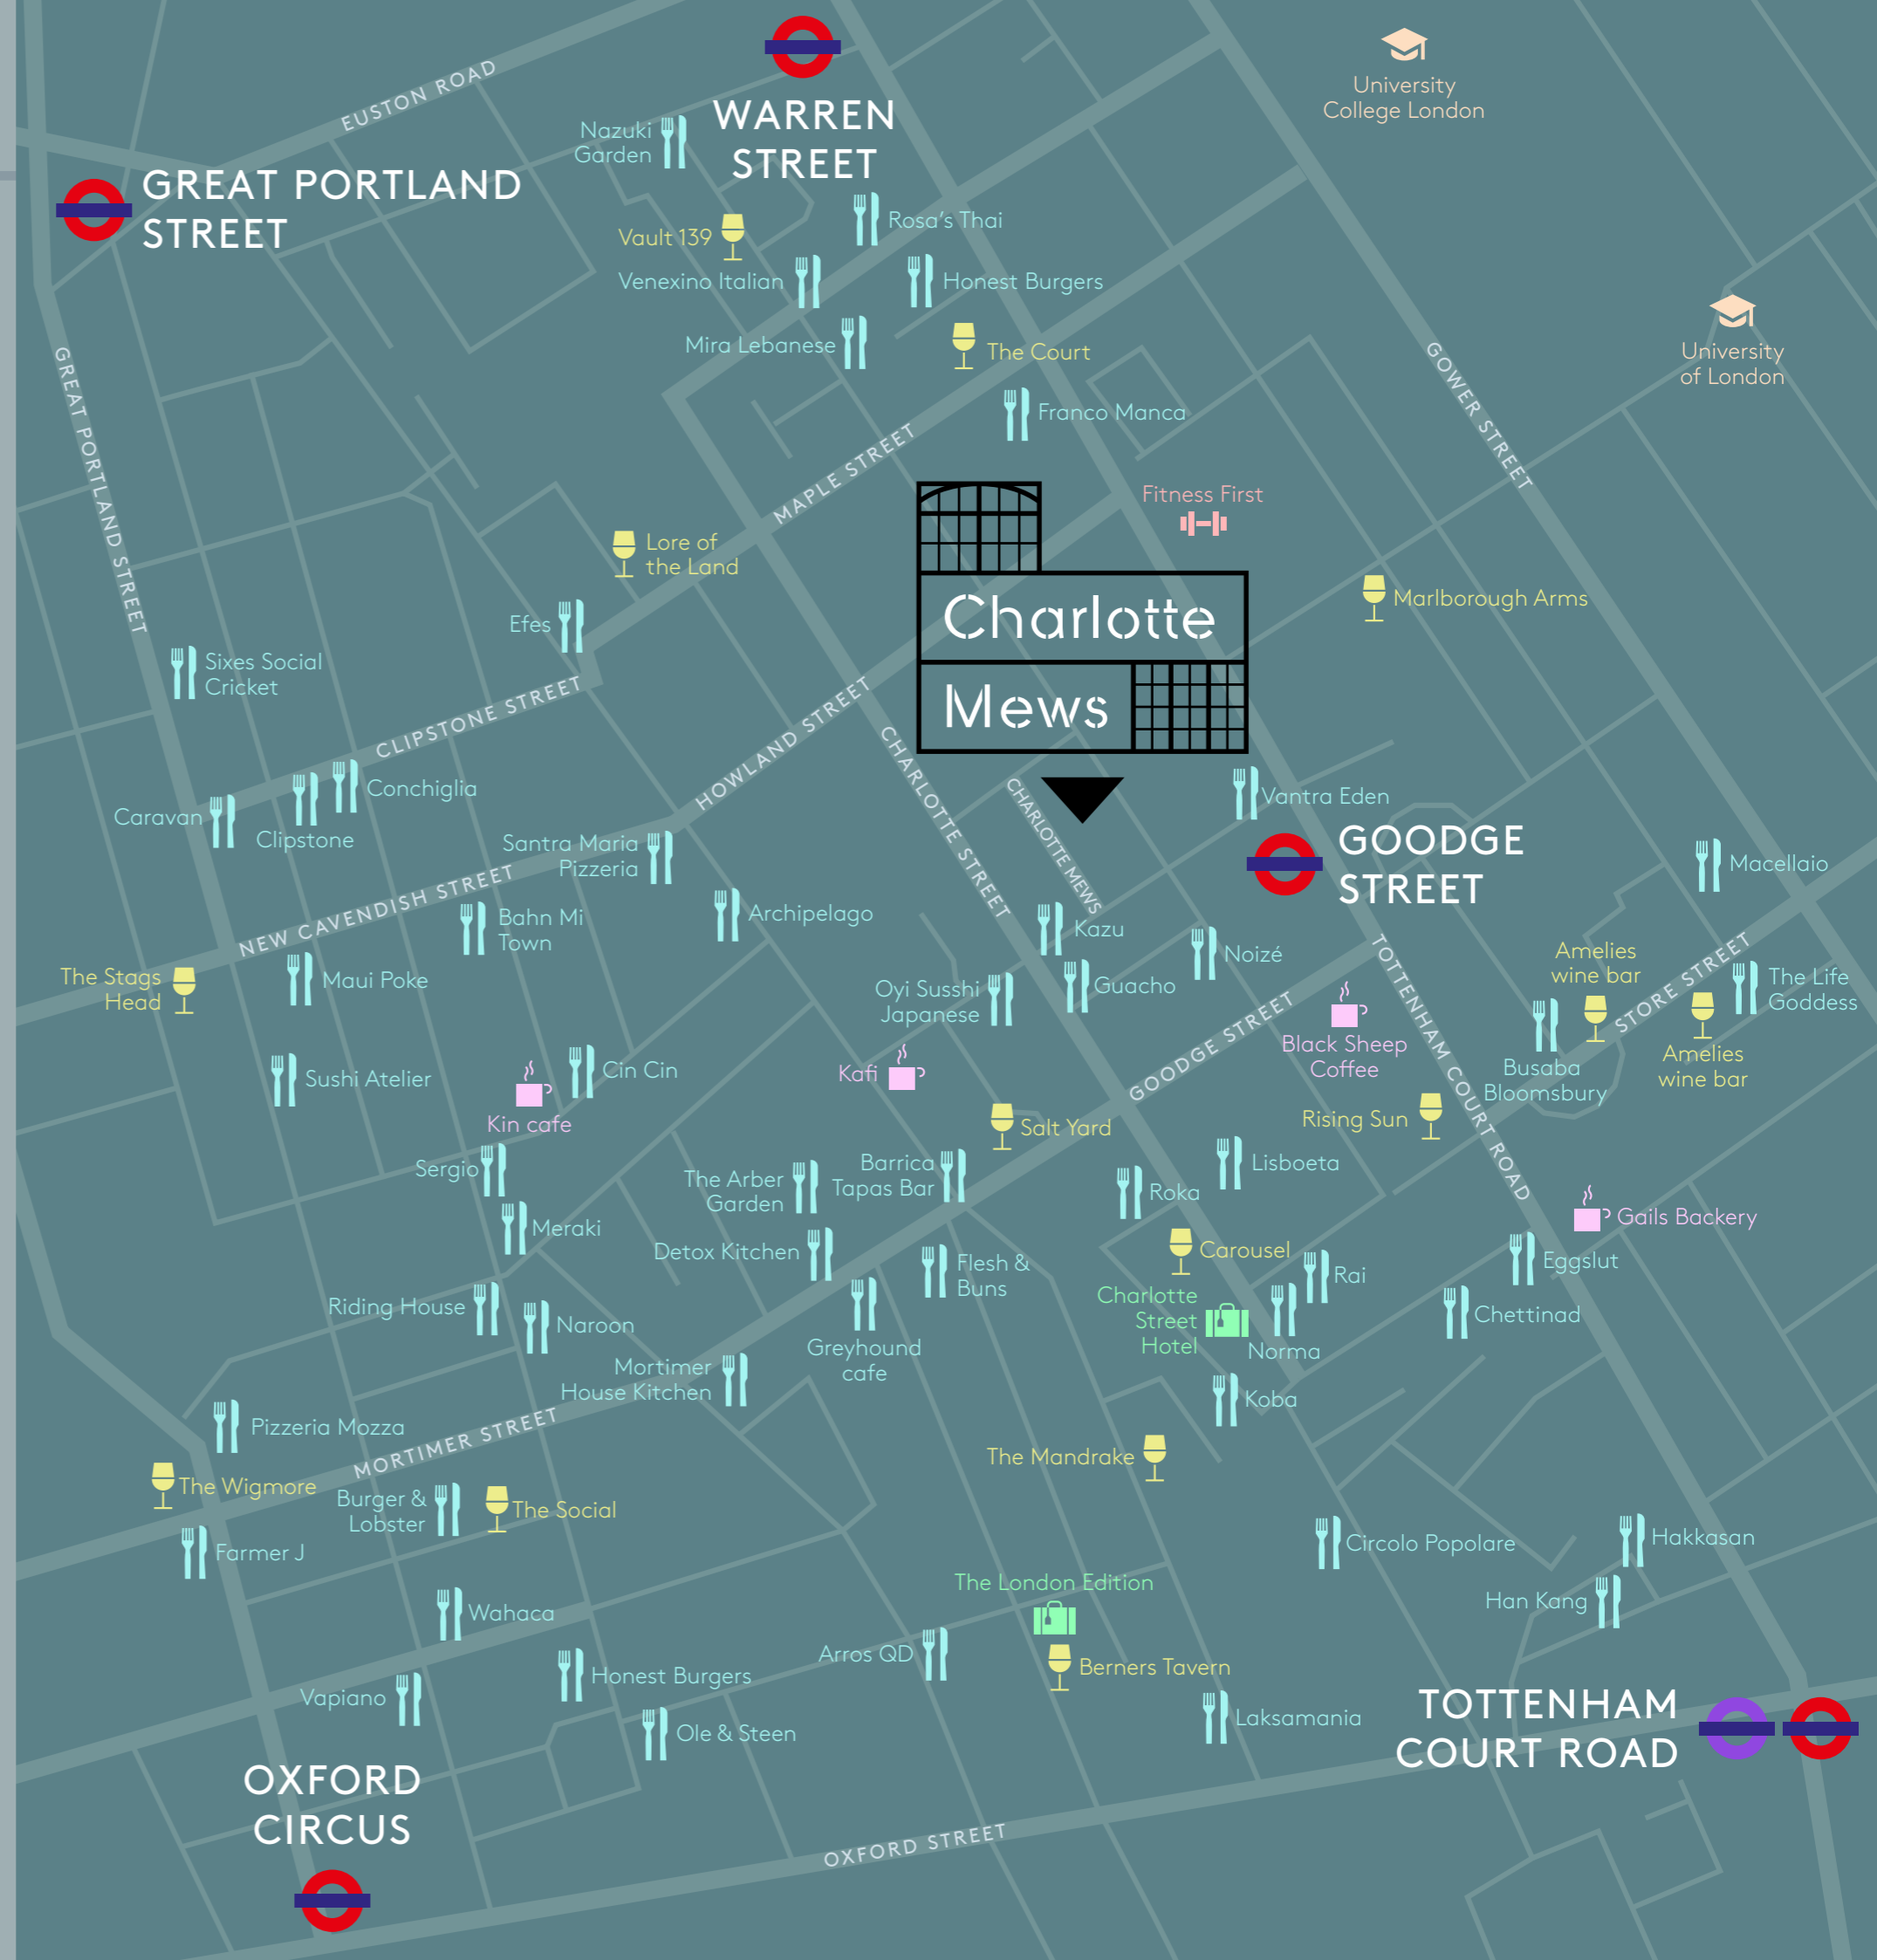 EUSTON ROAD
WARREN
STREET
University
College London
Nazuki
Garden
GREAT PORTLAND
STREET
Rosa's Thai
Vault 139
Venexino Italian
Honest Burgers
Mira Lebanese
The Court
University
of London
GREAT PORTLAND STREET
GOWER STREET
Franco Manca
MAPLE STREET
Fitness First
Lore of
the Land
Charlotte
Mews
Marlborough Arms
Efes
Sixes Social
Cricket
CLIPSTONE STREET
HOWLAND STREET
CHARLOTTE STREET
CHARLOTTE MEWS
Conchiglia
Caravan
Clipstone
Vantra Eden
GOODGE
STREET
Santra Maria
Pizzeria
Macellaio
NEW CAVENDISH STREET
Bahn Mi
Town
Archipelago
Kazu
Noizé
TOTTENHAM COURT ROAD
Amelies
wine bar
STORE STREET
The Life
Goddess
The Stags
Head
Maui Poke
Oyi Susshi
Japanese
Guacho
GOODGE STREET
Black Sheep
Coffee
Busaba
Bloomsbury
Amelies
wine bar
Sushi Atelier
Cin Cin
Kafi
Kin cafe
Salt Yard
Rising Sun
Sergio
The Arber
Garden
Barrica
Tapas Bar
Lisboeta
Roka
Gails Backery
Meraki
Detox Kitchen
Flesh &
Buns
Carousel
Eggslut
Rai
Charlotte
Street
Hotel
Riding House
Naroon
Greyhound
cafe
Norma
Chettinad
Mortimer
House Kitchen
Koba
Pizzeria Mozza
MORTIMER STREET
The Mandrake
The Wigmore
Burger &
Lobster
The Social
Farmer J
Circolo Popolare
Hakkasan
The London Edition
Han Kang
Wahaca
Arros QD
Berners Tavern
Honest Burgers
Vapiano
Ole & Steen
Laksamania
TOTTENHAM
COURT ROAD
OXFORD
CIRCUS
OXFORD STREET